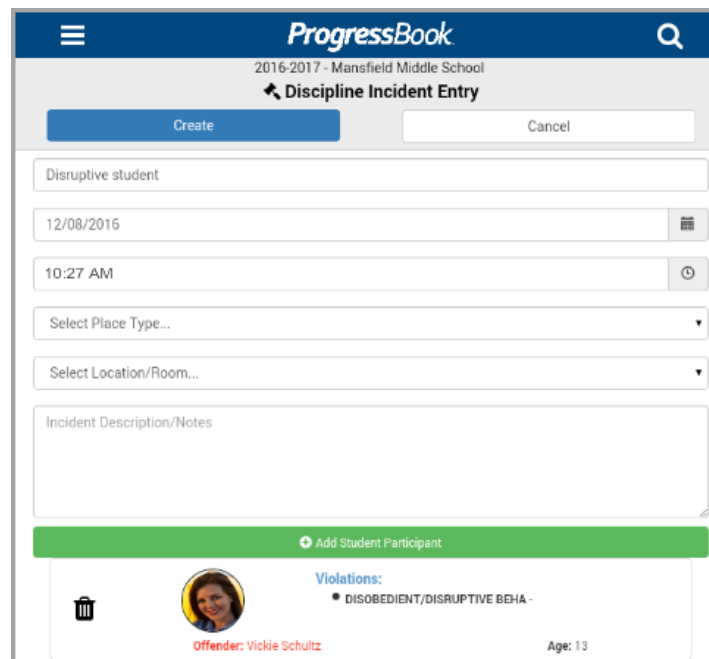 ProgressBook
2016-2017 - Mansfield Middle School
Discipline Incident Entry
Create
Cancel
Disruptive student
12/08/2016
10:27 AM
Select Place Type...
Select Location/Room...
Incident Description/Notes
Add Student Participant
Violations:
DISOBEDIENT/DISRUPTIVE BEHA -
Offender: Vickie Schultz
Age: 13